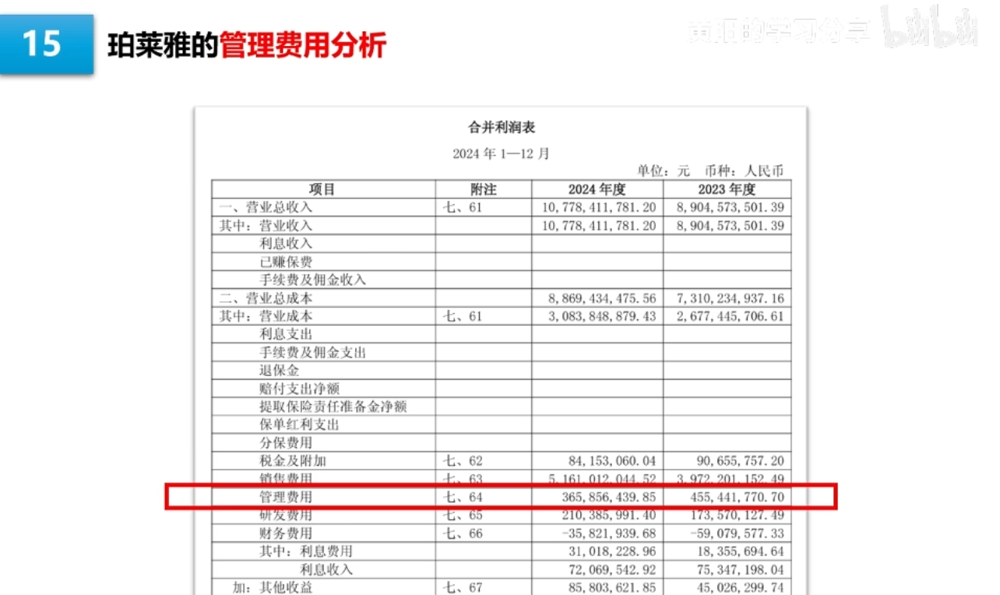 15
珀莱雅的管理费用分析
黄阳的学习分享 bilibili
合并利润表
2024 年 1—12 月
单位：元 币种：人民币
项目 附注 2024 年度 2023 年度
一、营业总收入 七、61 10,778,411,781.20 8,904,573,501.39
其中：营业收入 10,778,411,781.20 8,904,573,501.39
利息收入
已赚保费
手续费及佣金收入
二、营业总成本 8,869,434,475.56 7,310,234,937.16
其中：营业成本 七、61 3,083,848,879.43 2,677,445,706.61
利息支出
手续费及佣金支出
退保金
赔付支出净额
提取保险责任准备金净额
保单红利支出
分保费用
税金及附加 七、62 84,153,060.04 90,655,757.20
销售费用 七、63 5,161,012,044.52 3,972,201,152.49
管理费用 七、64 365,856,439.85 455,441,770.70
研发费用 七、65 210,385,991.40 173,570,127.49
财务费用 七、66 -35,821,939.68 -59,079,577.33
其中：利息费用 31,018,228.96 18,355,694.64
利息收入 72,069,542.92 75,347,198.04
加：其他收益 七、67 85,803,621.85 45,026,299.74